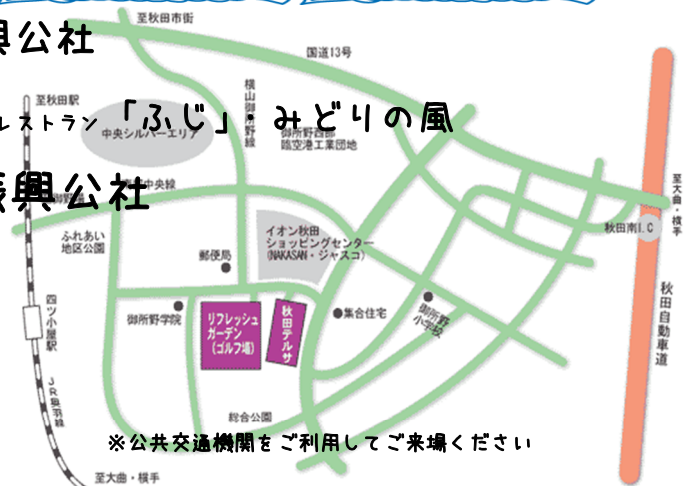 至秋田市街
興公社
国道13号
至秋田駅
横山御所野線
レストラン「ふじ」・みどりの風
中央シルバーエリア
御所野西部
臨空港工業団地
振興公社
中央線
至大曲・横手
秋田南I.C
ふれあい
地区公園
イオン秋田
ショッピングセンター
(NAKASAN・ジャスコ)
郵便局
秋田自動車道
四ツ小屋駅
御所野学院
リフレッシュ
ガーデン
(ゴルフ場)
秋田テルサ
集合住宅
御所野
小学校
JR奥羽線
総合公園
※公共交通機関をご利用してご来場ください
至大曲・横手